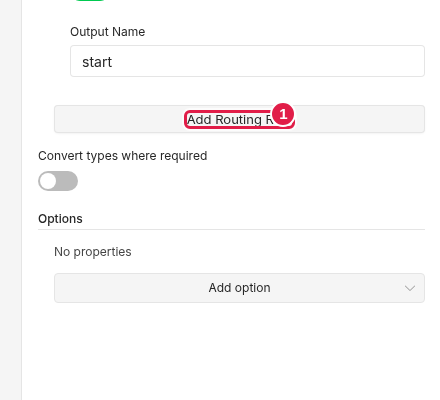 Output Name
start
Add Routing
1
Convert types where required
Options
No properties
Add option